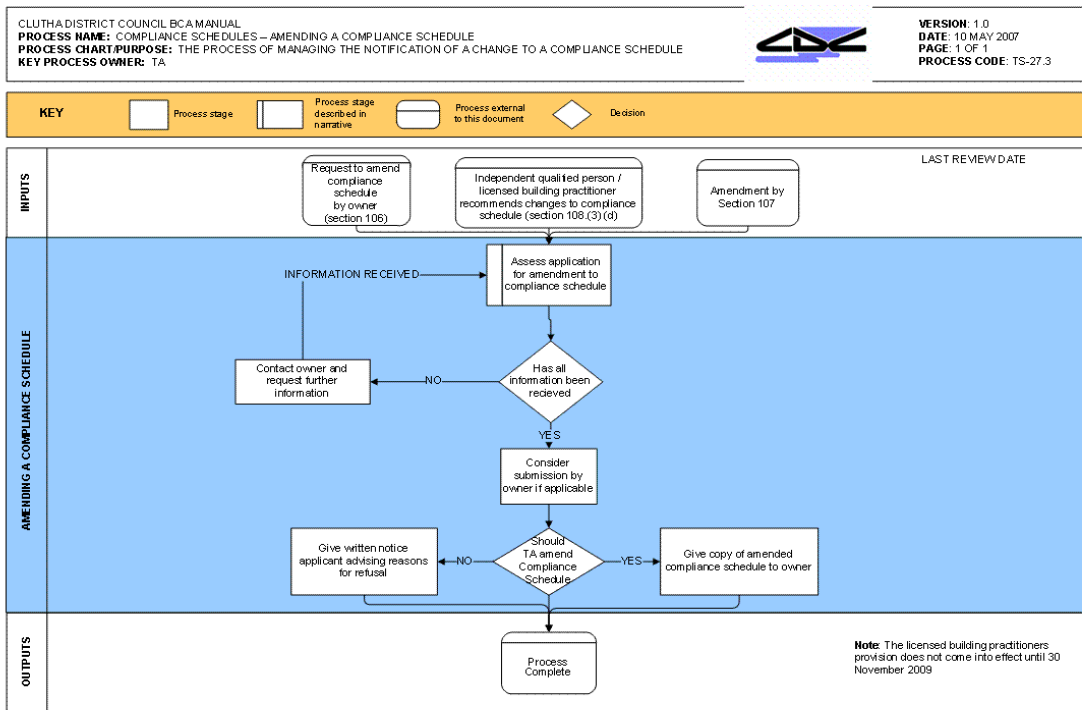 CLUTHA DISTRICT COUNCIL BCA MANUAL
PROCESS NAME: COMPLIANCE SCHEDULES – AMENDING A COMPLIANCE SCHEDULE
PROCESS CHART/PURPOSE: THE PROCESS OF MANAGING THE NOTIFICATION OF A CHANGE TO A COMPLIANCE SCHEDULE
KEY PROCESS OWNER: TA
CDC
VERSION: 1.0
DATE: 10 MAY 2007
PAGE: 1 OF 1
PROCESS CODE: TS-27.3
KEY
Process stage
Process stage
described in
narrative
Process external
to this document
Decision
INPUTS
LAST REVIEW DATE
Request to amend
compliance
schedule
by owner
(section 106)
Independent qualified person /
licensed building practitioner
recommends changes to compliance
schedule (section 108.(3)(d)
Amendment by
Section 107
AMENDING A COMPLIANCE SCHEDULE
INFORMATION RECEIVED
Assess application
for amendment to
compliance schedule
Contact owner and
request further
information
NO
Has all
information been
recieved
YES
Consider
submission by
owner if applicable
Give written notice
applicant advising reasons
for refusal
NO
Should
TA amend
Compliance
Schedule
YES
Give copy of amended
compliance schedule to owner
OUTPUTS
Process
Complete
Note: The licensed building practitioners
provision does not come into effect until 30
November 2009